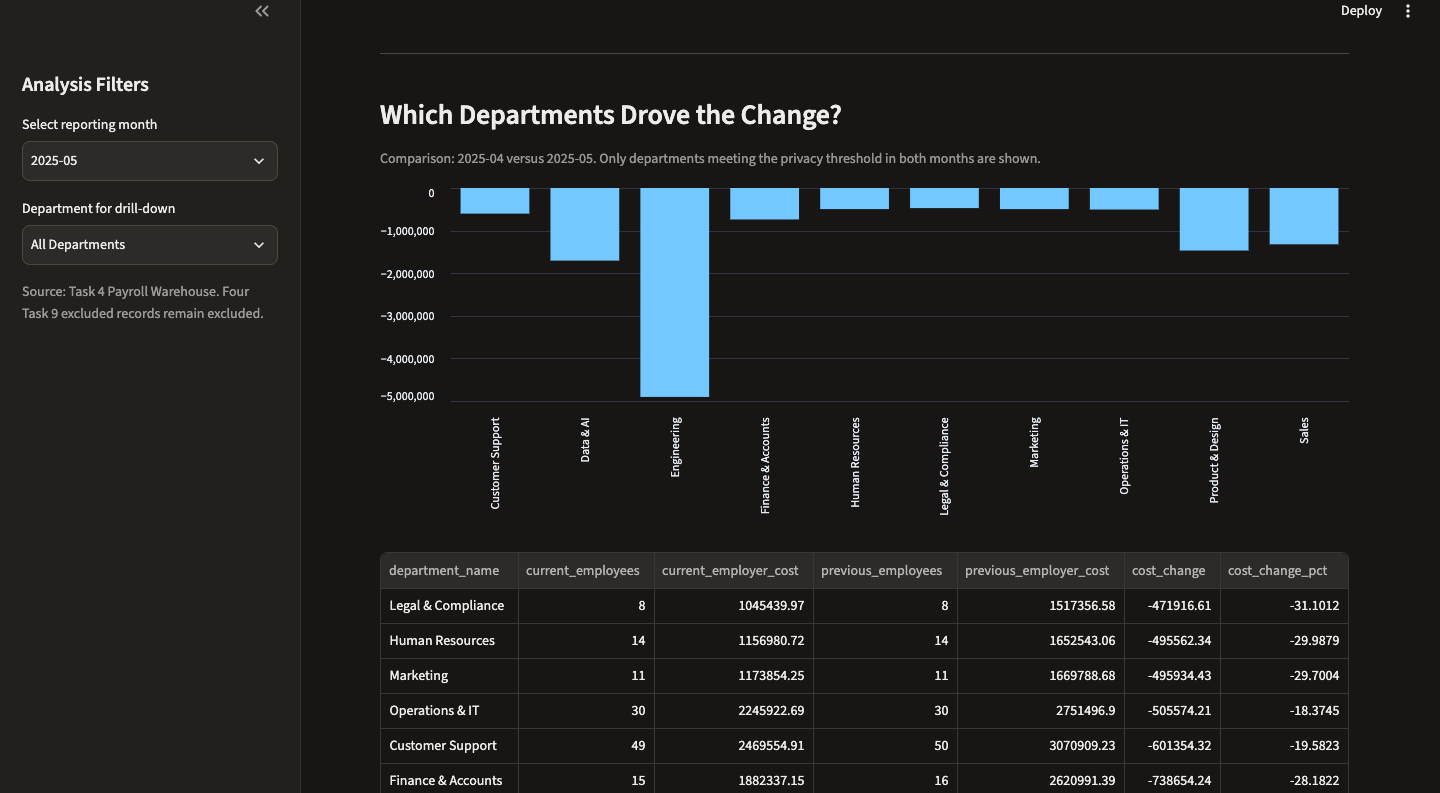 Deploy
Analysis Filters
Select reporting month
2025-05
Department for drill-down
All Departments
Source: Task 4 Payroll Warehouse. Four
Task 9 excluded records remain excluded.
Which Departments Drove the Change?
Comparison: 2025-04 versus 2025-05. Only departments meeting the privacy threshold in both months are shown.
0
−1,000,000
−2,000,000
−3,000,000
−4,000,000
−5,000,000
Customer Support
Data & AI
Engineering
Finance & Accounts
Human Resources
Legal & Compliance
Marketing
Operations & IT
Product & Design
Sales
department_name current_employees current_employer_cost previous_employees previous_employer_cost cost_change cost_change_pct
Legal & Compliance 8 1045439.97 8 1517356.58 -471916.61 -31.1012
Human Resources 14 1156980.72 14 1652543.06 -495562.34 -29.9879
Marketing 11 1173854.25 11 1669788.68 -495934.43 -29.7004
Operations & IT 30 2245922.69 30 2751496.9 -505574.21 -18.3745
Customer Support 49 2469554.91 50 3070909.23 -601354.32 -19.5823
Finance & Accounts 15 1882337.15 16 2620991.39 -738654.24 -28.1822